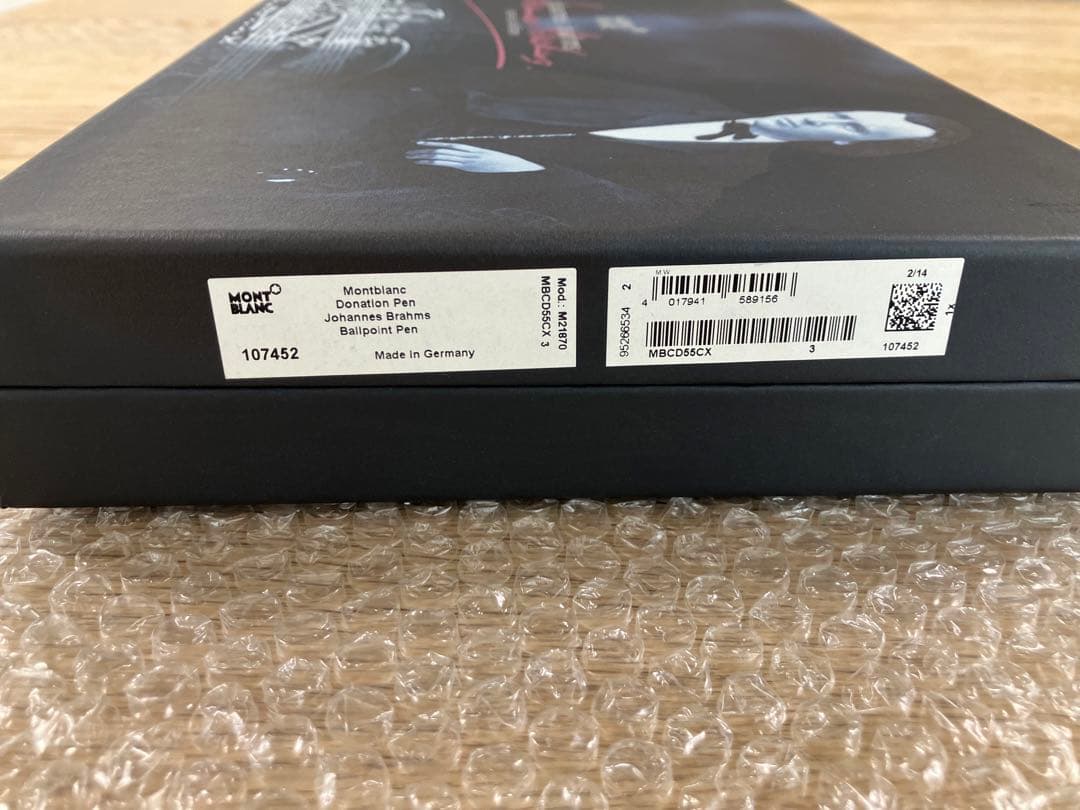 MONT
BLANC
Montblanc
Donation Pen
Johannes Brahms
Ballpoint Pen
107452
Made in Germany
Mod.: M21870
MBCD55CX 3
2
95266534
M.W
4 017941 589156
MBCD55CX 3
2/14
1x
107452